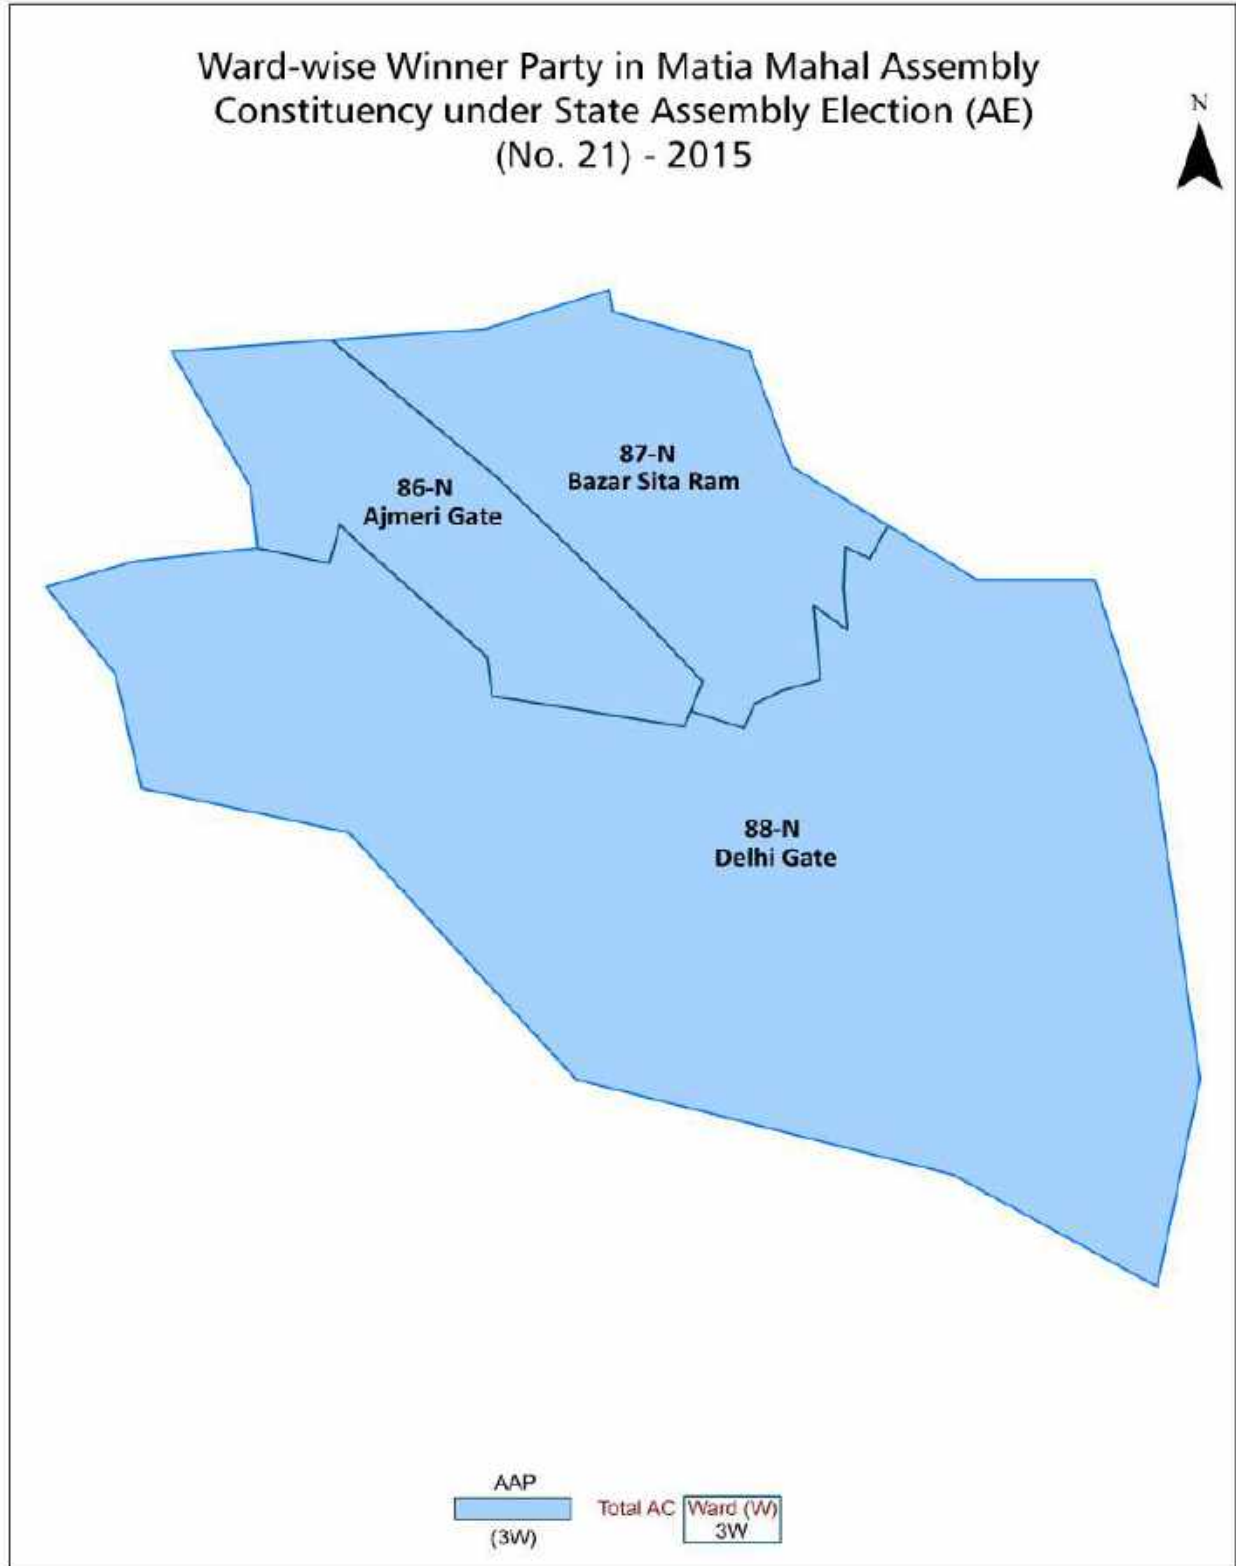 Ward-wise Winner Party in Matia Mahal Assembly
Constituency under State Assembly Election (AE)
(No. 21) - 2015
N
87-N
Bazar Sita Ram
86-N
Ajmeri Gate
88-N
Delhi Gate
AAP
(3W)
Total AC
Ward (W)
3W